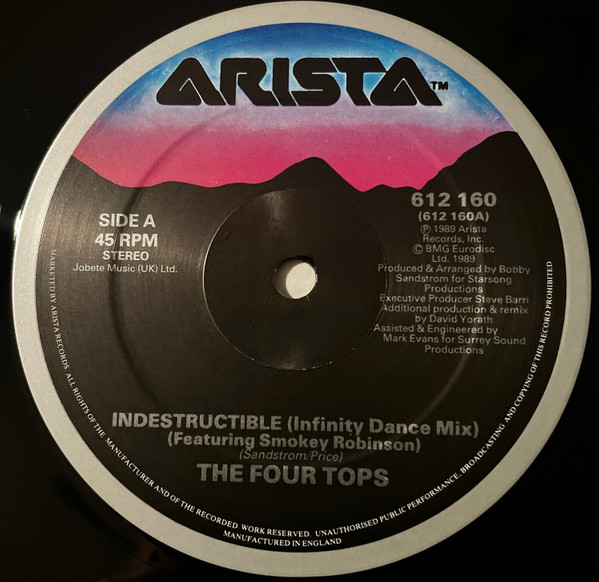 ARISTA™
612 160
(612 160A)
SIDE A
45 RPM
STEREO
Jobete Music (UK) Ltd.
℗ 1989 Arista
Records, Inc.
© BMG Eurodisc
Ltd. 1989
Produced & Arranged by Bobby
Sandstrom for Starsong
Productions
Executive Producer Steve Barri
Additional production & remix
by David Yorath
Assisted & Engineered by
Mark Evans for Surrey Sound
Productions
INDESTRUCTIBLE (Infinity Dance Mix)
(Featuring Smokey Robinson)
(Sandstrom/Price)
THE FOUR TOPS
MARKETED BY ARISTA RECORDS. ALL RIGHTS OF THE MANUFACTURER AND OF THE RECORDED WORK RESERVED. UNAUTHORISED PUBLIC PERFORMANCE, BROADCASTING AND COPYING OF THIS RECORD PROHIBITED
MANUFACTURED IN ENGLAND